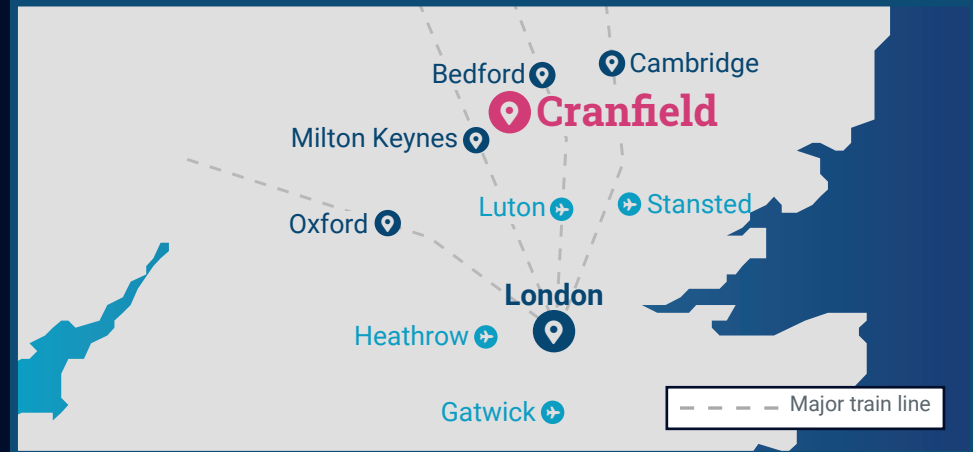 Cambridge
Bedford
Cranfield
Milton Keynes
Luton
Stansted
Oxford
London
Heathrow
Gatwick
Major train line